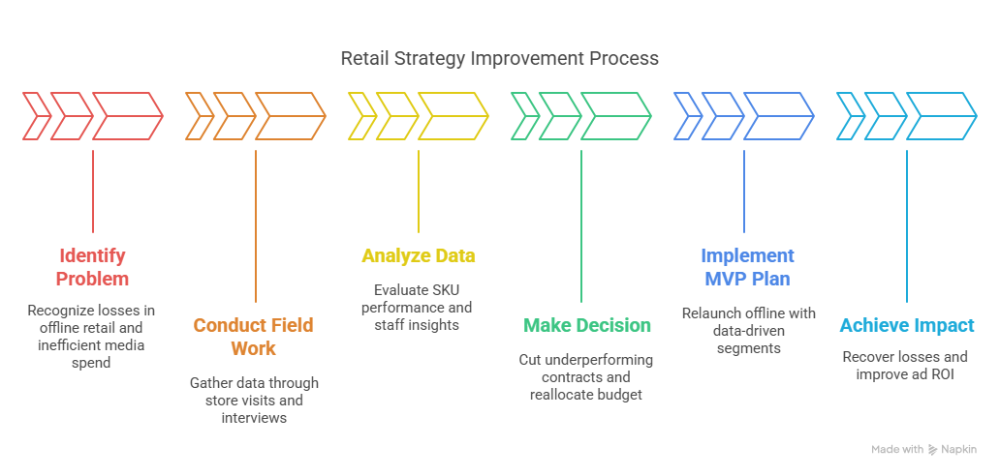 Retail Strategy Improvement Process
Identify
Problem
Recognize losses in
offline retail and
inefficient media
spend
Conduct Field
Work
Gather data through
store visits and
interviews
Analyze Data
Evaluate SKU
performance and
staff insights
Make Decision
Cut underperforming
contracts and
reallocate budget
Implement
MVP Plan
Relaunch offline with
data-driven
segments
Achieve Impact
Recover losses and
improve ad ROI
Made with Napkin